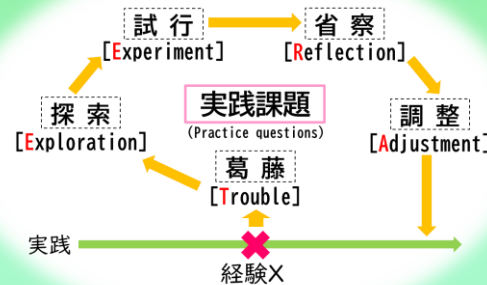 試行
[Experiment]
省察
[Reflection]
探索
[Exploration]
実践課題
(Practice questions)
調整
[Adjustment]
葛藤
[Trouble]
実践
経験X